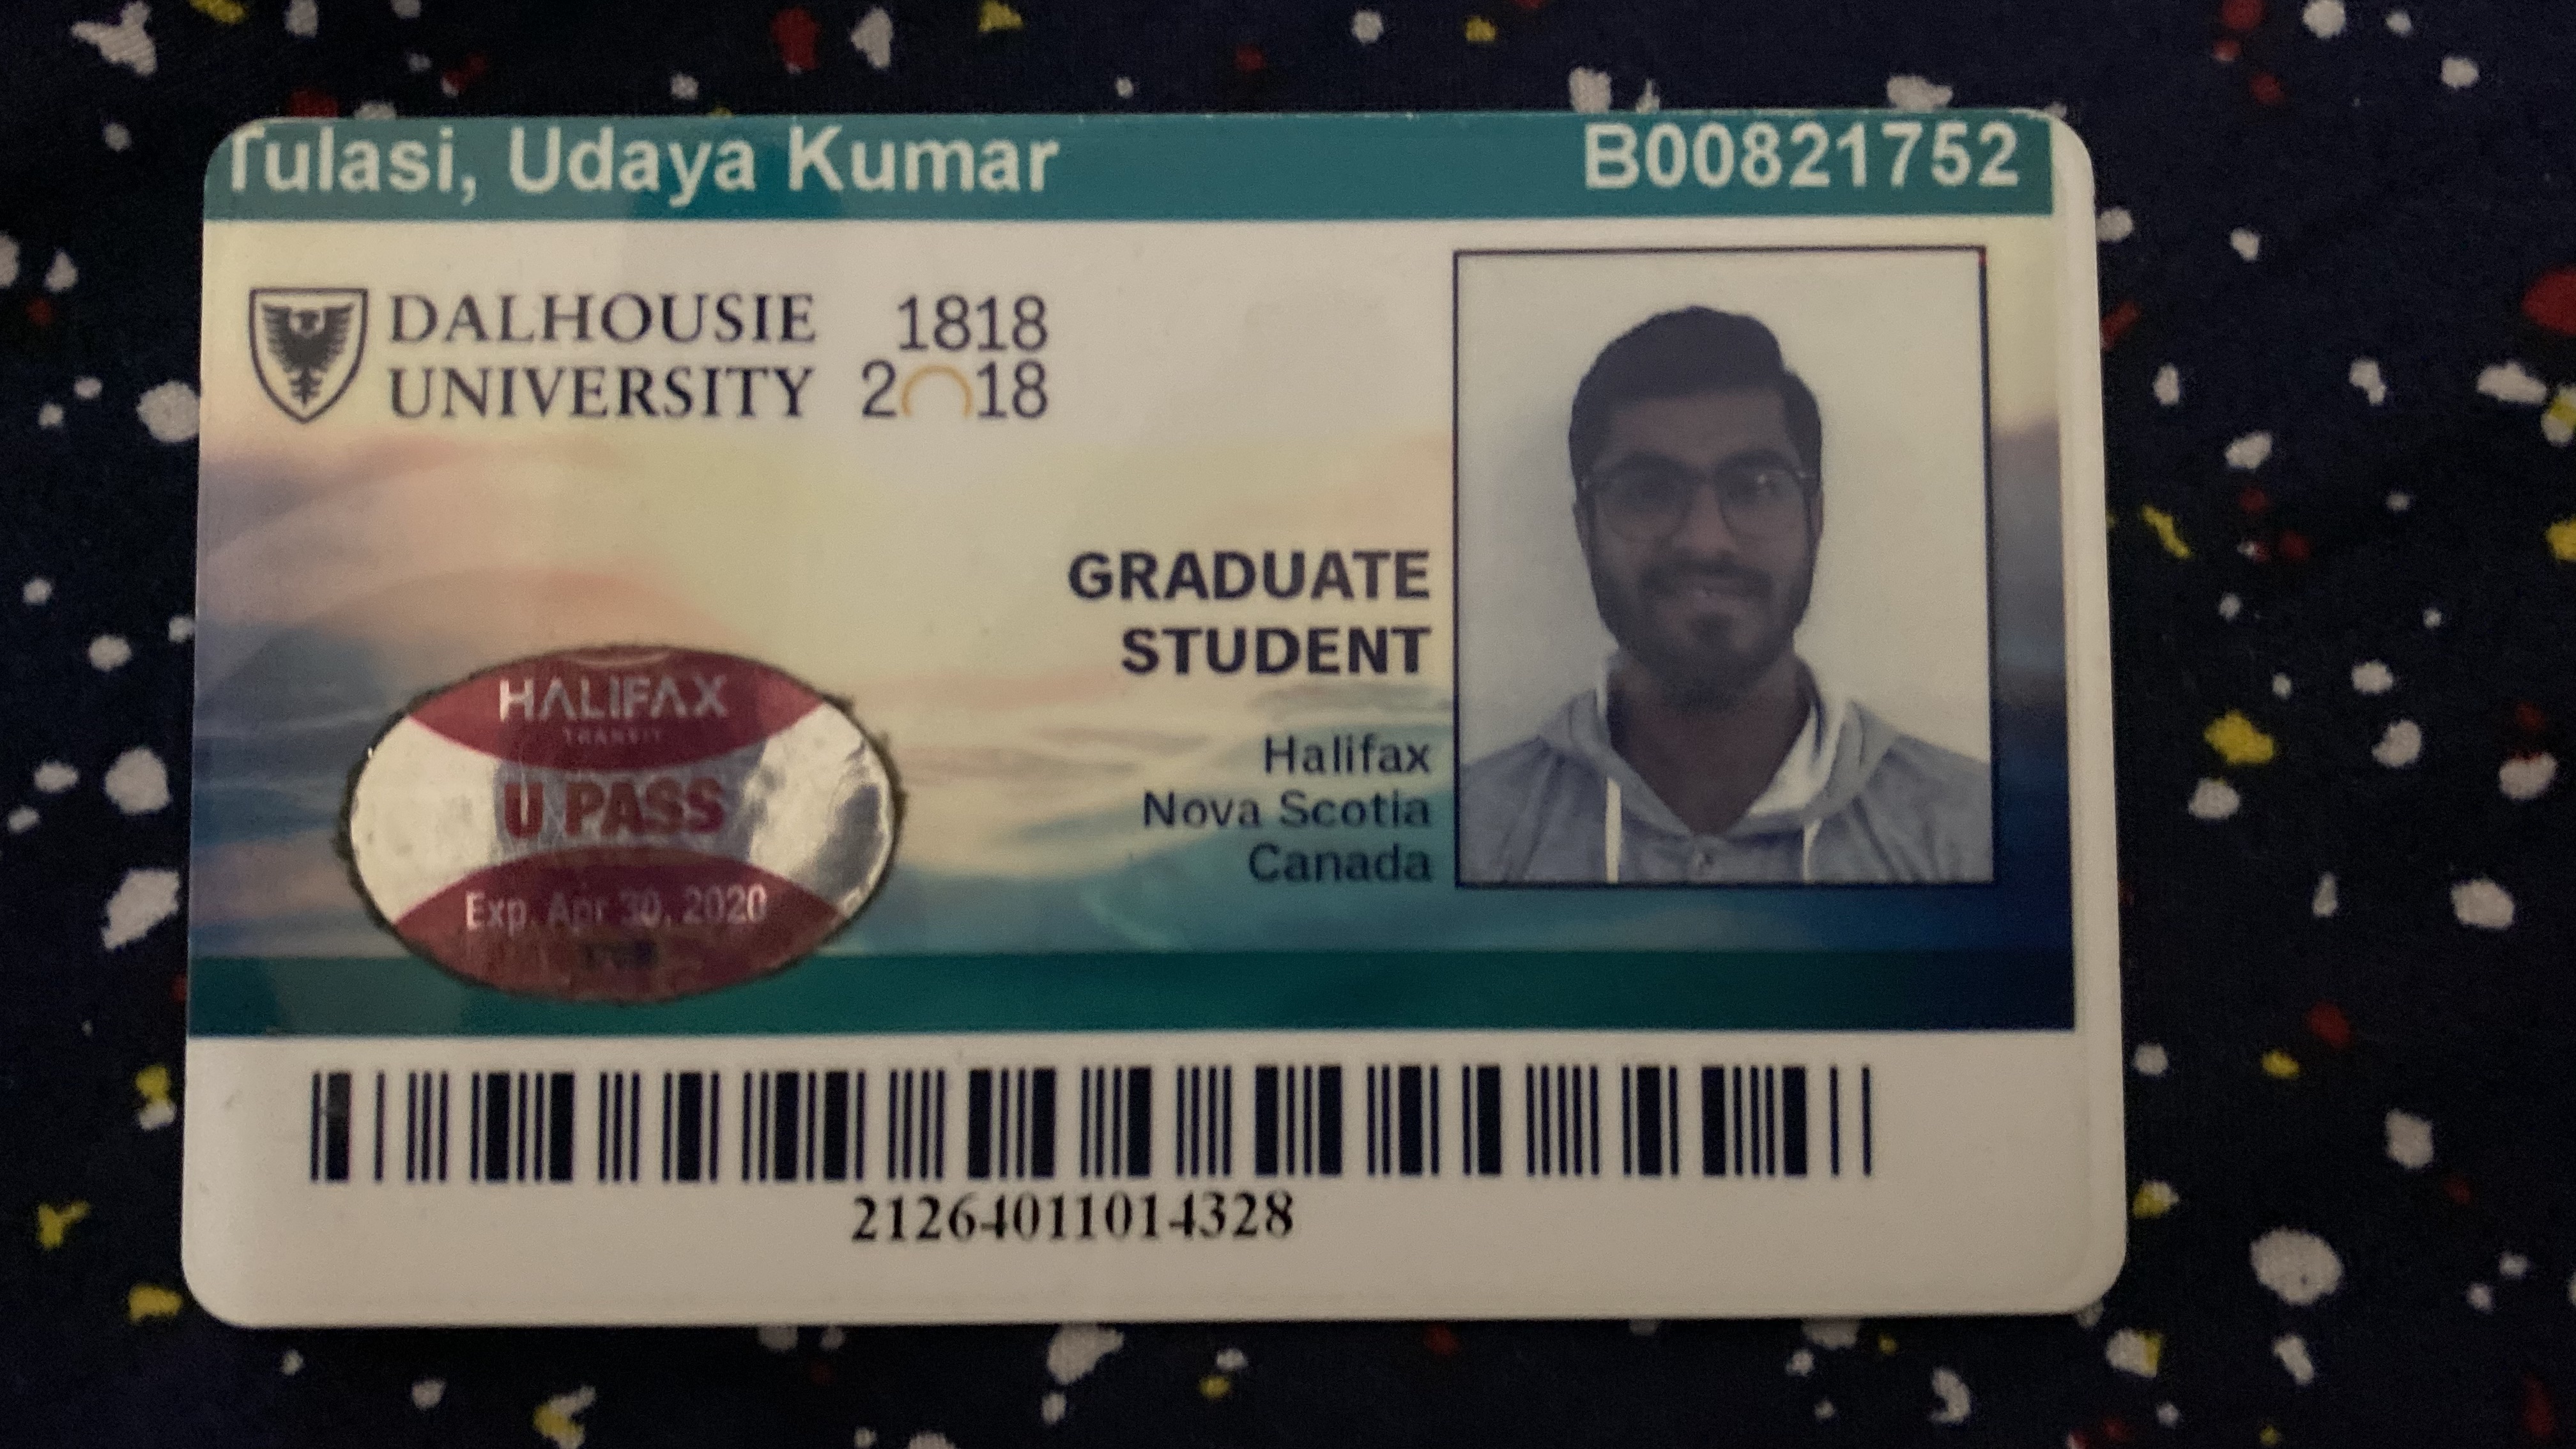 Tulasi, Udaya Kumar B00821752
DALHOUSIE
UNIVERSITY
1818
2018
GRADUATE
STUDENT
Halifax
Nova Scotia
Canada
HALIFAX
TRANSIT
U PASS
Exp. Apr 30, 2020
21264011014328